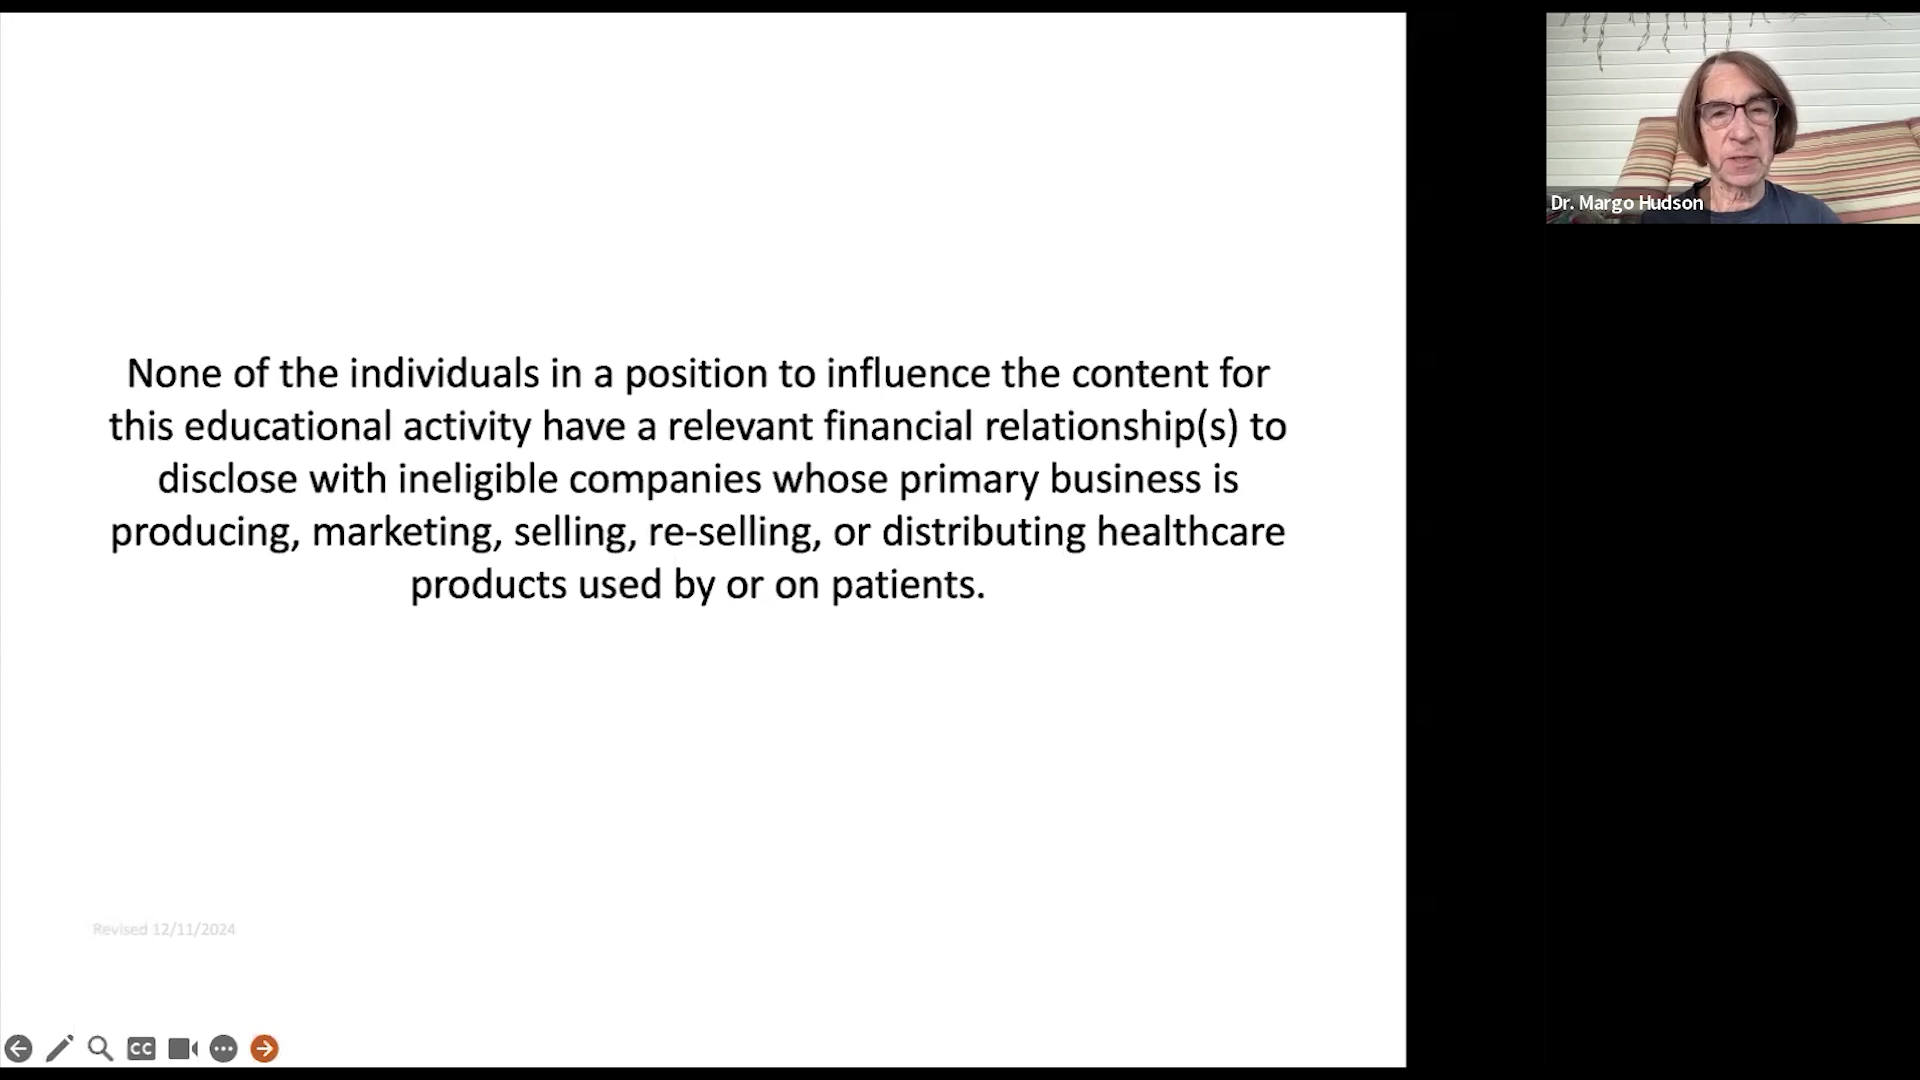 None of the individuals in a position to influence the content for
this educational activity have a relevant financial relationship(s) to
disclose with ineligible companies whose primary business is
producing, marketing, selling, re-selling, or distributing healthcare
products used by or on patients.
Revised 12/11/2024
CC
Dr. Margo Hudson